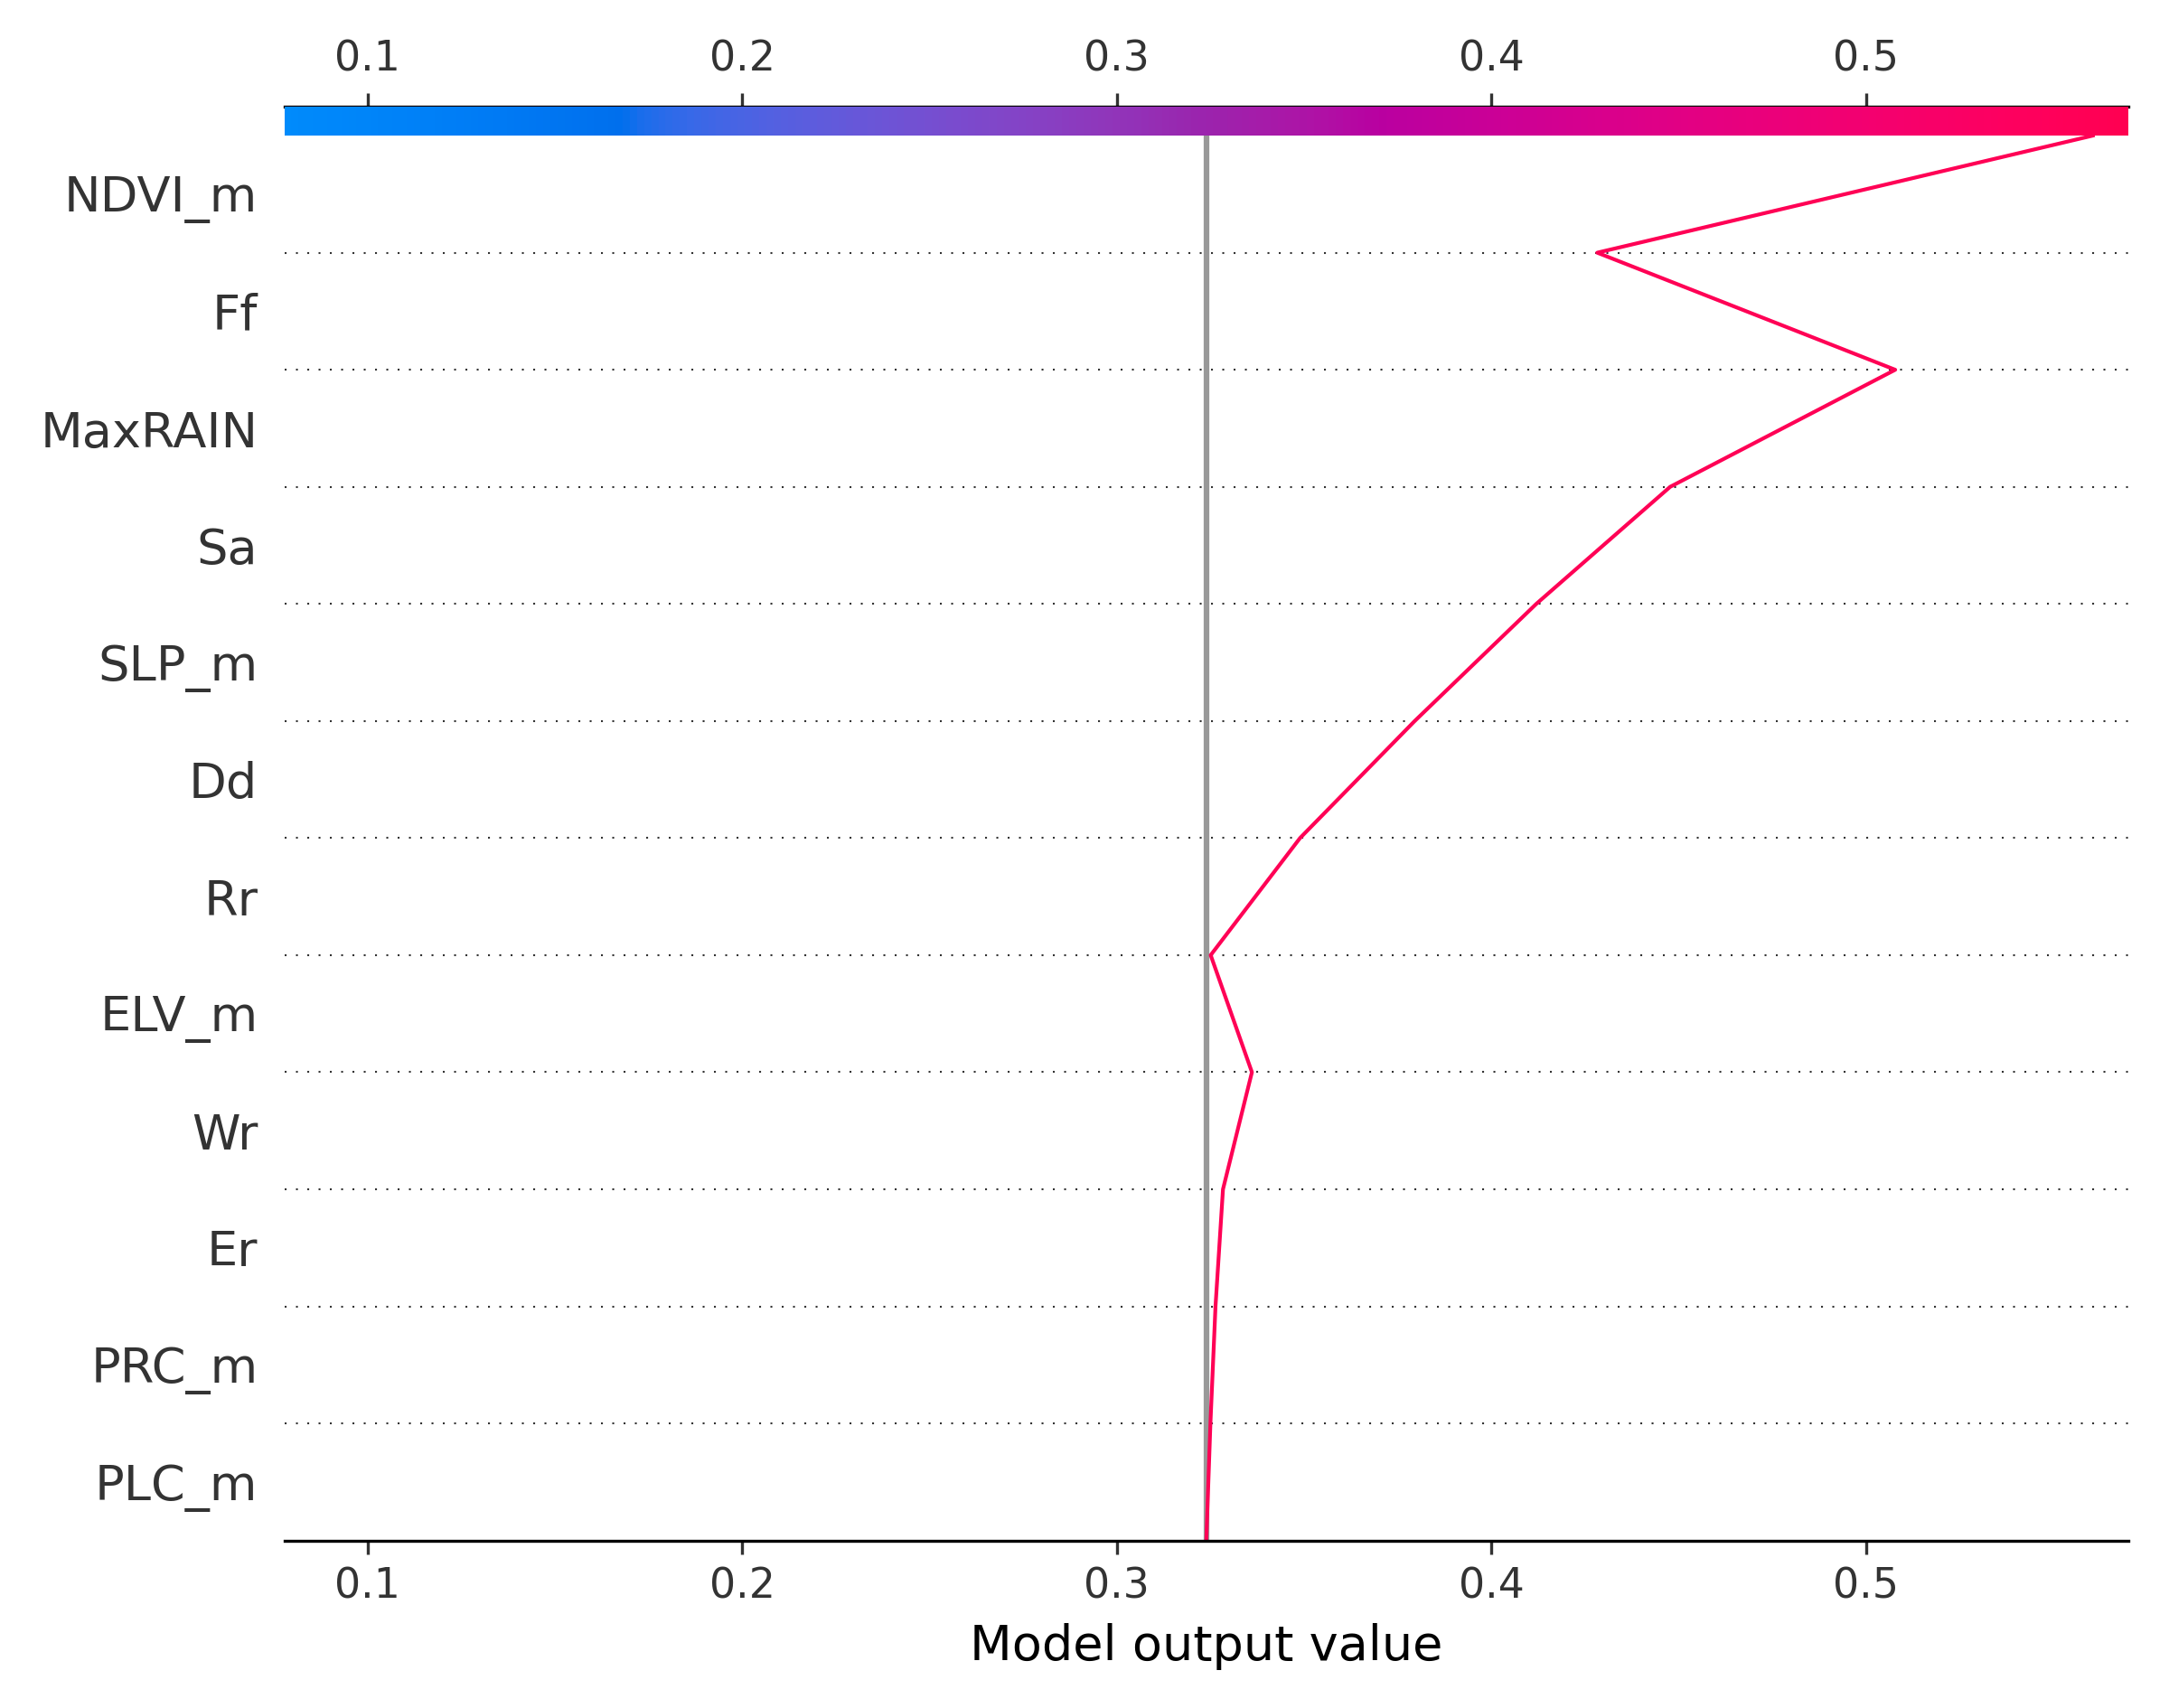 0.1 0.2 0.3 0.4 0.5
NDVI_m
Ff
MaxRAIN
Sa
SLP_m
Dd
Rr
ELV_m
Wr
Er
PRC_m
PLC_m
0.1 0.2 0.3 0.4 0.5
Model output value